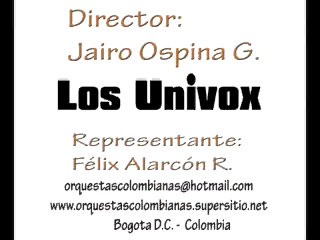 Director:
Jairo Ospina G.
Los Univox
Representante:
Félix Alarcón R.
orquestascolombianas@hotmail.com
www.orquestascolombianas.supersitio.net
Bogota D.C. - Colombia